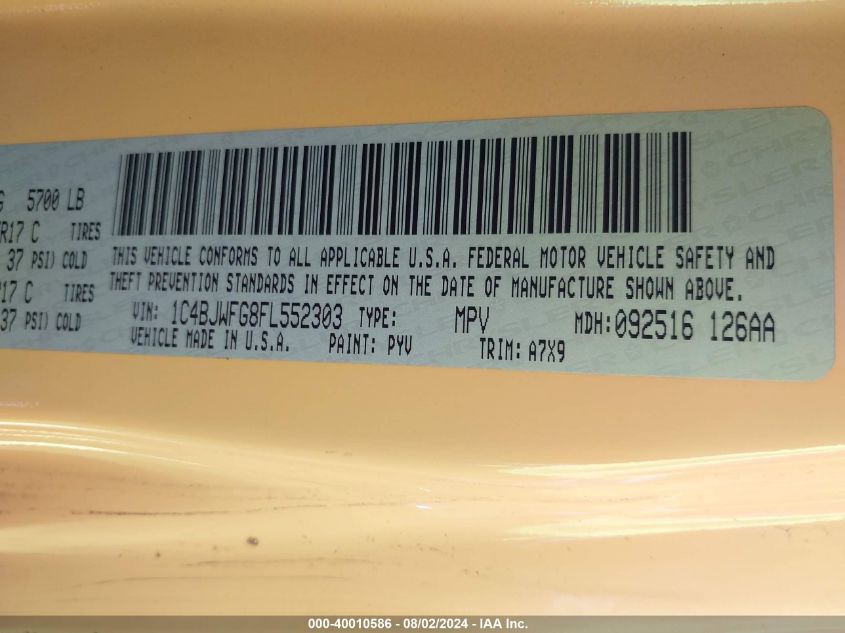 G 5700 LB
R17 C TIRES
37 PSI) COLD
R17 C TIRES
37 PSI) COLD
THIS VEHICLE CONFORMS TO ALL APPLICABLE U.S.A. FEDERAL MOTOR VEHICLE SAFETY AND
THEFT PREVENTION STANDARDS IN EFFECT ON THE DATE OF MANUFACTURE SHOWN ABOVE.
VIN: 1C4BJWFG8FL552303 TYPE: MPV MDH: 092516 126AA
VEHICLE MADE IN U.S.A. PAINT: PYV TRIM: A7X9
CHRYSLER
000-40010586 - 08/02/2024 - IAA Inc.